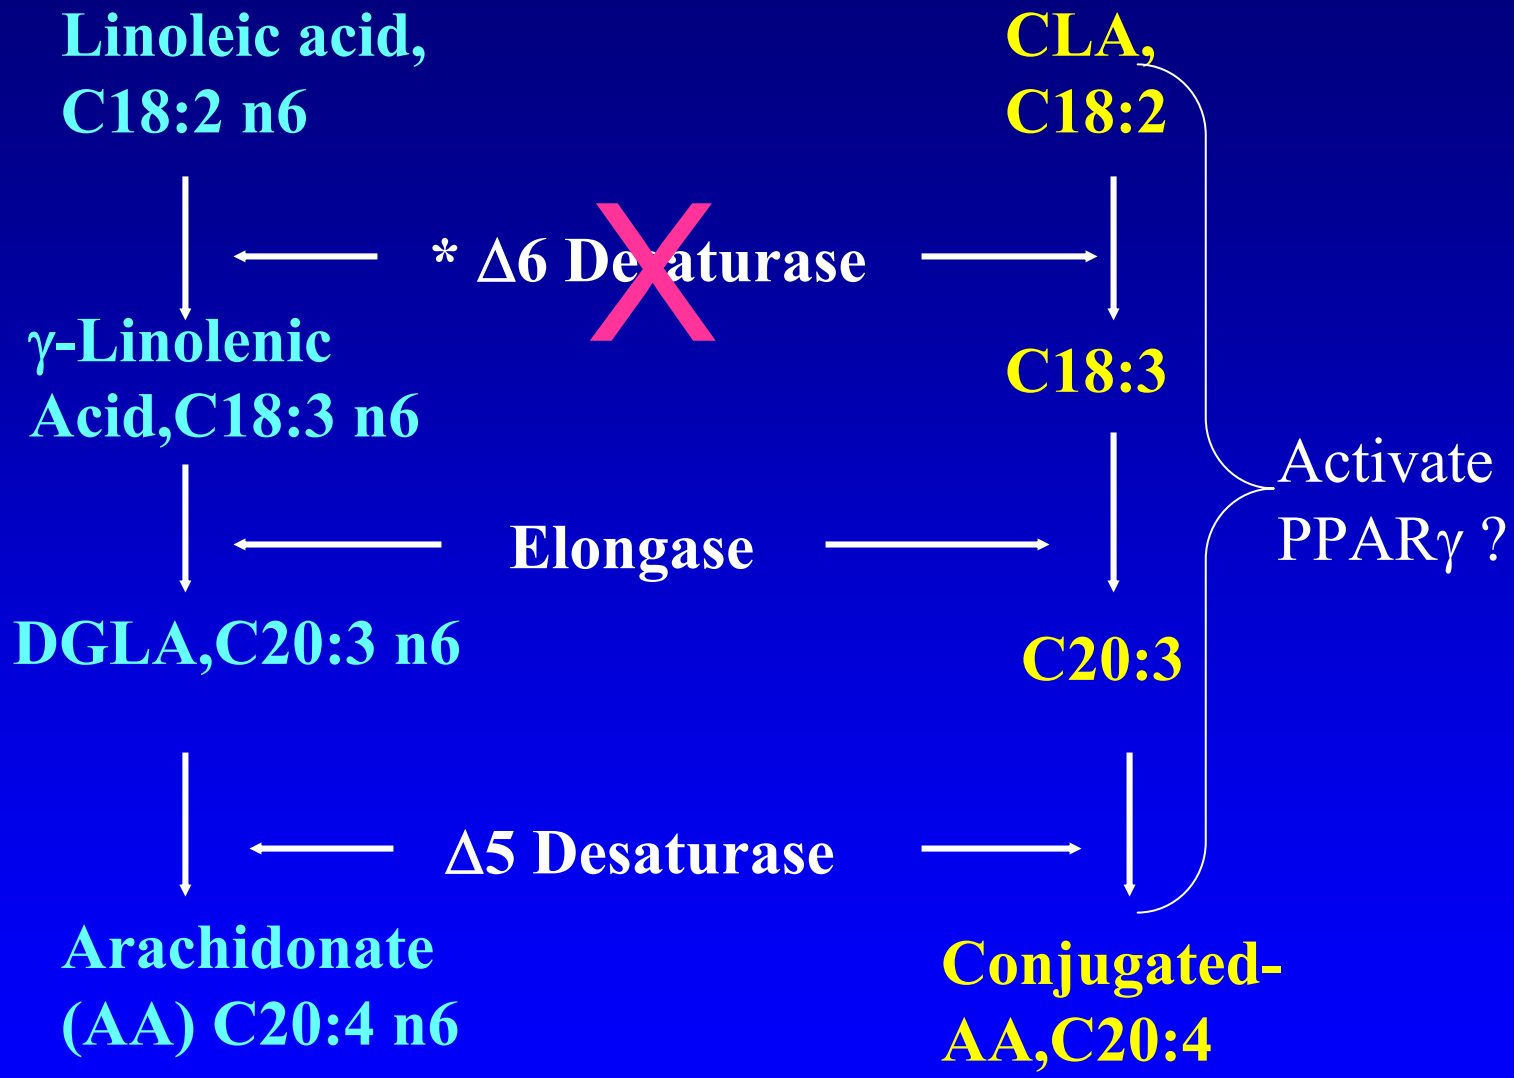 Linoleic acid,
C18:2 n6
CLA,
C18:2
* Δ6 Desaturase
X
γ-Linolenic
Acid,C18:3 n6
C18:3
Activate
PPARγ ?
Elongase
DGLA,C20:3 n6
C20:3
Δ5 Desaturase
Arachidonate
(AA) C20:4 n6
Conjugated-
AA,C20:4